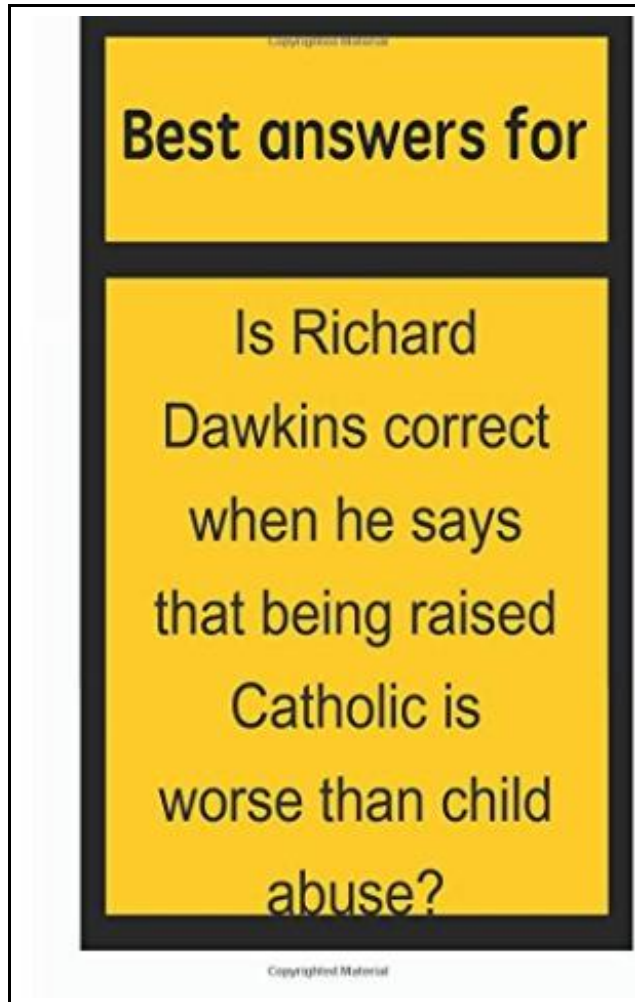 Copyrighted Material
Best answers for
Is Richard
Dawkins correct
when he says
that being raised
Catholic is
worse than child
abuse?
Copyrighted Material